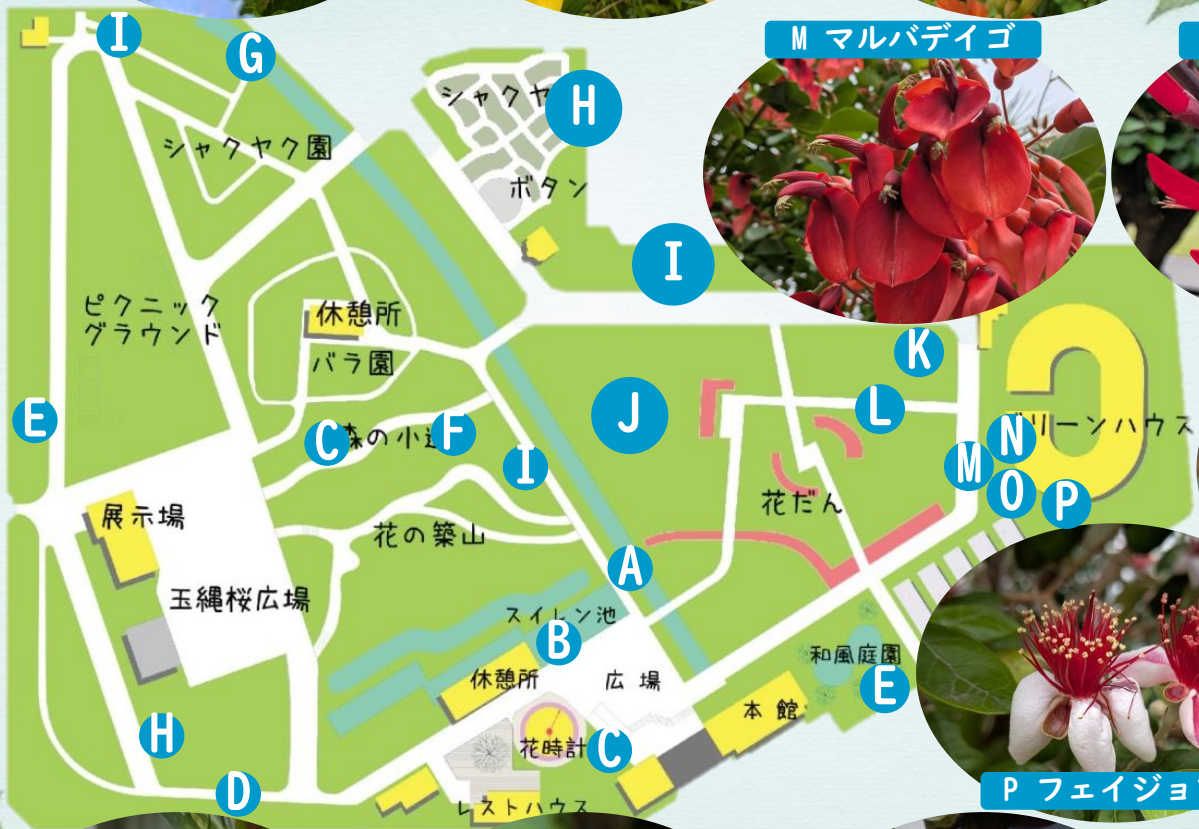 I
G
M マルバデイゴ
シャクヤ
H
シャクヤク園
ボタン
I
ピクニック
グラウンド
休憩所
バラ園
K
E
J
L
C
森の小
F
N
リーンハウス
I
M
O
P
展示場
花の築山
花だん
A
玉縄桜広場
スイレン池
B
和風庭園
休憩所
広場
E
本館
H
花時計
C
D
レストハウス
P フェイジョ